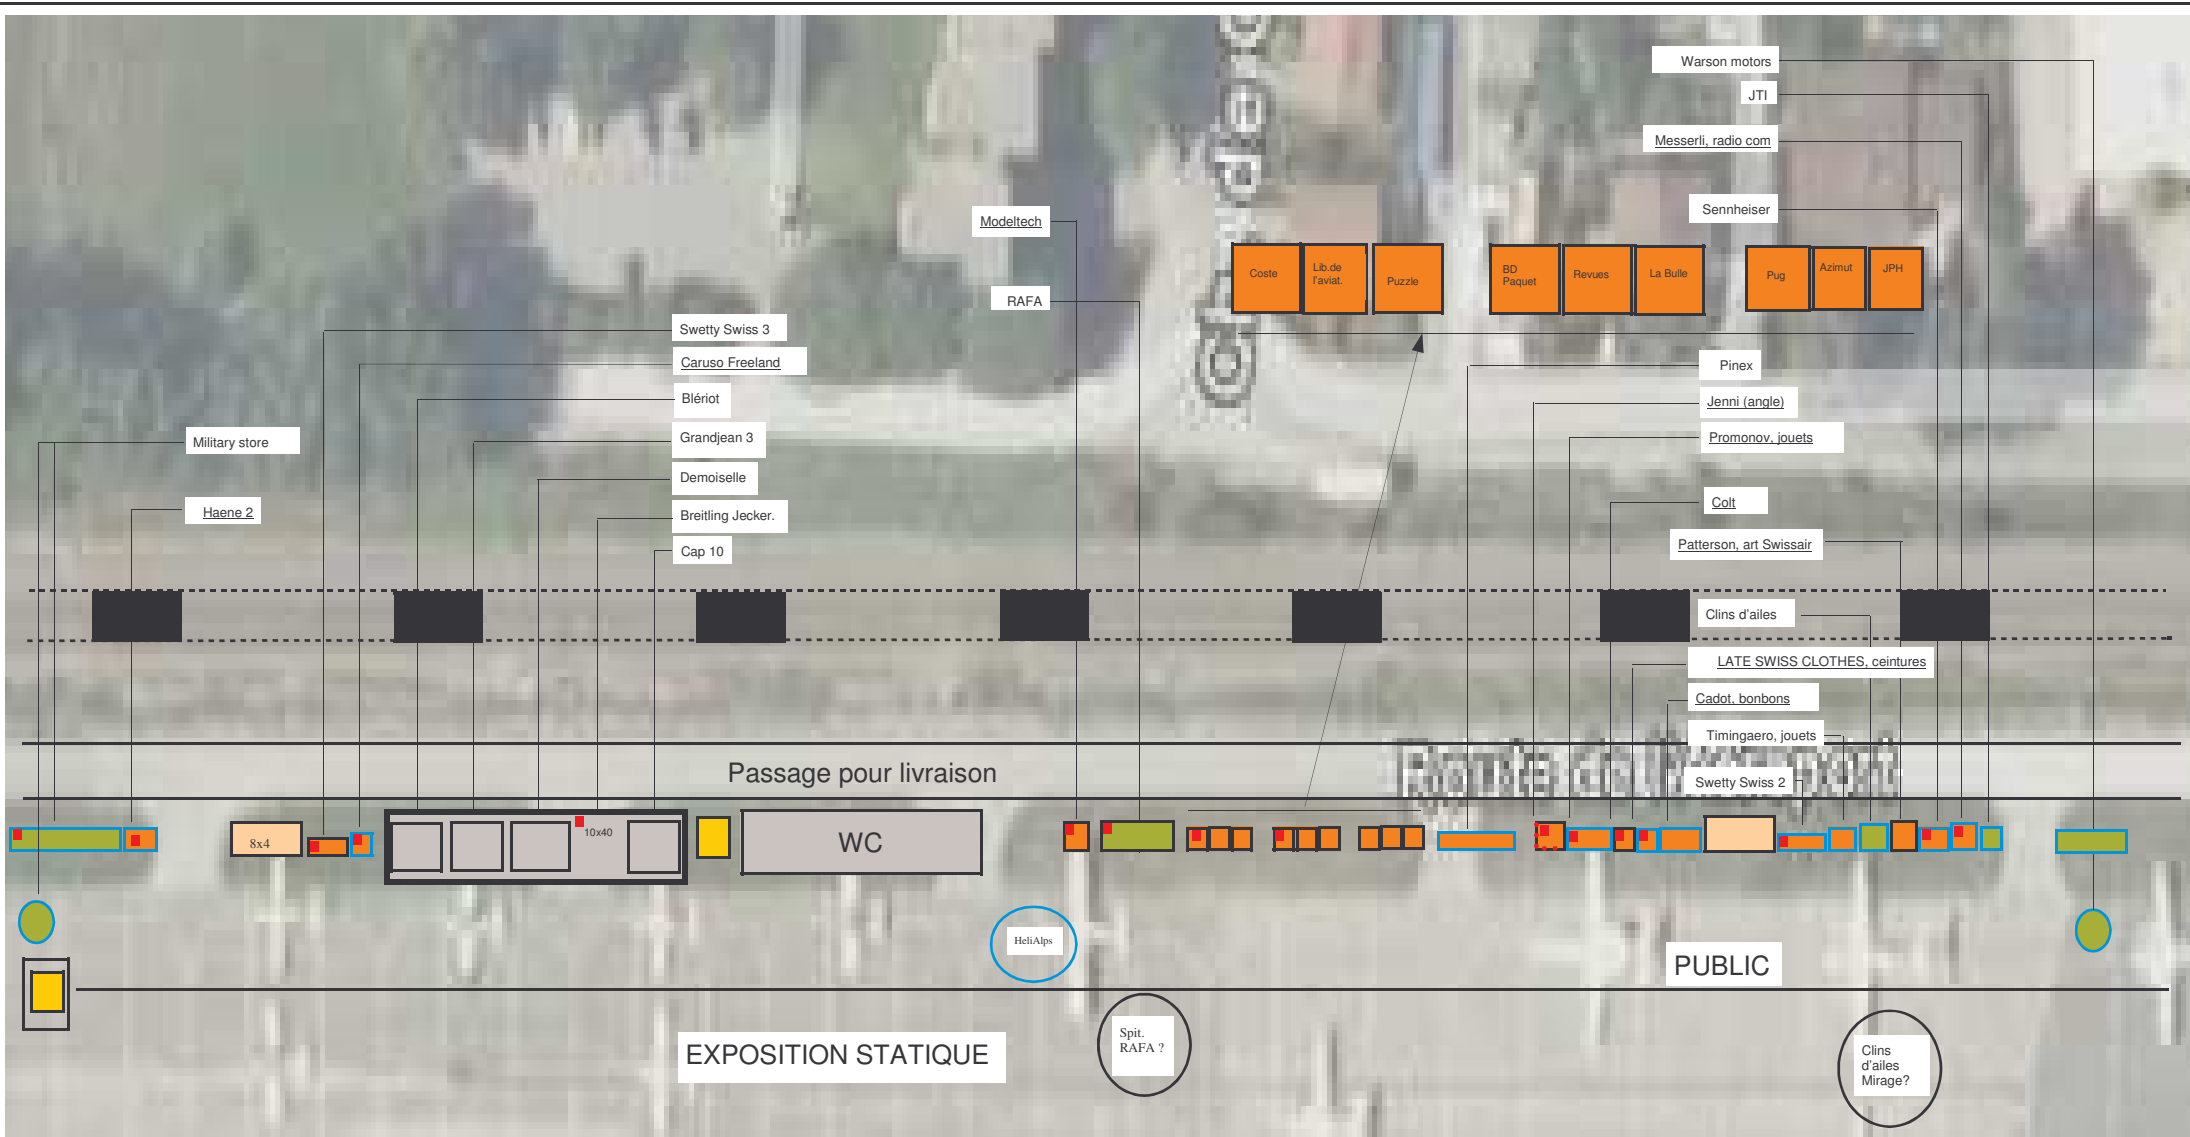 Warson motors
JTI
Messerli, radio com
Sennheiser
Modeltech
RAFA
Coste
Lib.de
l'aviat.
Puzzle
BD
Paquet
Revues
La Bulle
Pug
Azimut
JPH
Swetty Swiss 3
Caruso Freeland
Blériot
Grandjean 3
Demoiselle
Breitling Jecker.
Cap 10
Military store
Haene 2
Pinex
Jenni (angle)
Promonov, jouets
Colt
Patterson, art Swissair
Clins d'ailes
LATE SWISS CLOTHES, ceintures
Cadot, bonbons
Timingaero, jouets
Swetty Swiss 2
Passage pour livraison
8x4
10x40
WC
HeliAlps
PUBLIC
EXPOSITION STATIQUE
Spit.
RAFA ?
Clins
d'ailes
Mirage?